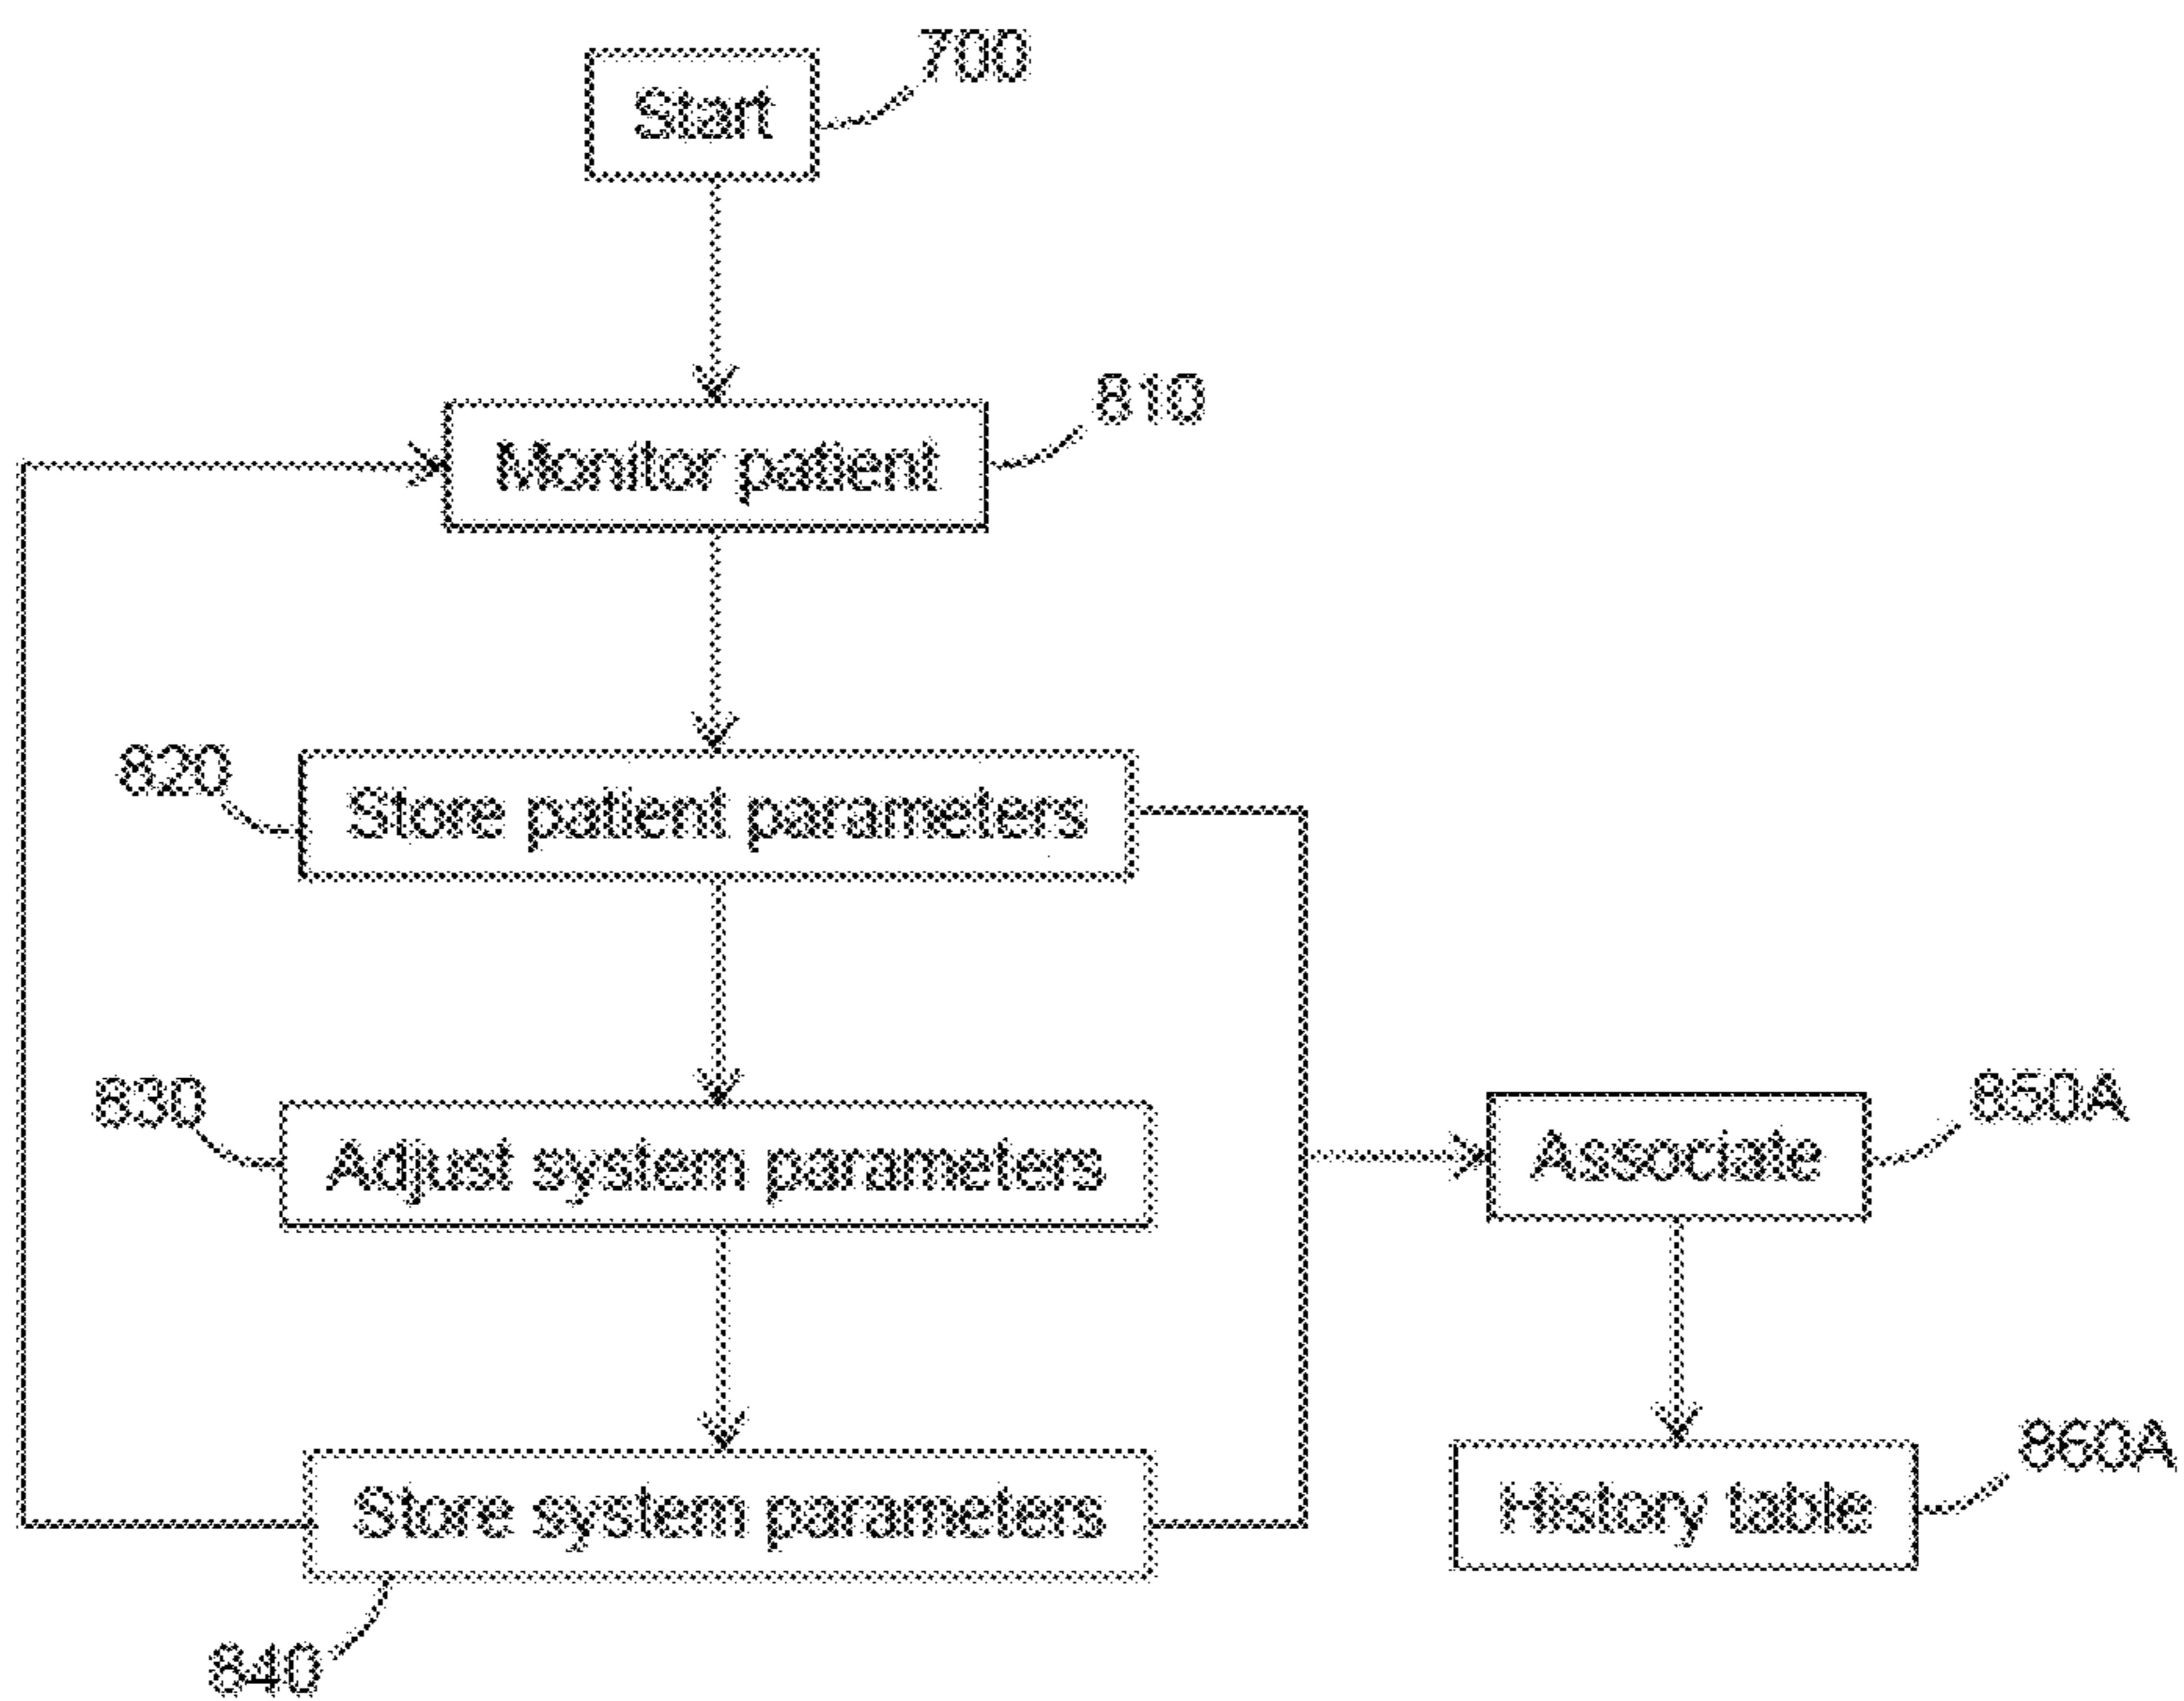 700
Start
810
Monitor patient
820
Store patient parameters
830
Adjust system parameters
850A
Associate
Store system parameters
860A
History table
840